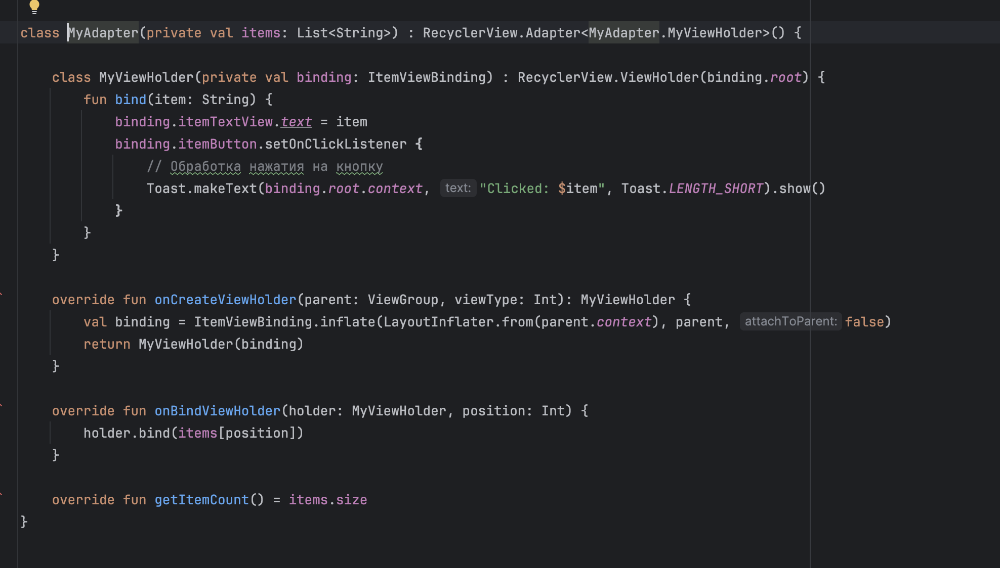 class MyAdapter(private val items: List<String>) : RecyclerView.Adapter<MyAdapter.MyViewHolder>() {
class MyViewHolder(private val binding: ItemViewBinding) : RecyclerView.ViewHolder(binding.root) {
fun bind(item: String) {
binding.itemTextView.text = item
binding.itemButton.setOnClickListener {
// Обработка нажатия на кнопку
Toast.makeText(binding.root.context, text: "Clicked: $item", Toast.LENGTH_SHORT).show()
}
}
}
override fun onCreateViewHolder(parent: ViewGroup, viewType: Int): MyViewHolder {
val binding = ItemViewBinding.inflate(LayoutInflater.from(parent.context), parent, attachToParent: false)
return MyViewHolder(binding)
}
override fun onBindViewHolder(holder: MyViewHolder, position: Int) {
holder.bind(items[position])
}
override fun getItemCount() = items.size
}